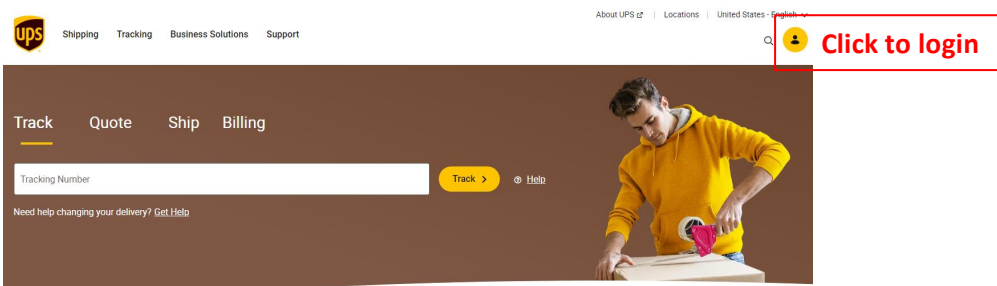 About UPS | Locations | United States - English
ups Shipping Tracking Business Solutions Support
Click to login
Track Quote Ship Billing
Tracking Number Track > Help
Need help changing your delivery? Get Help